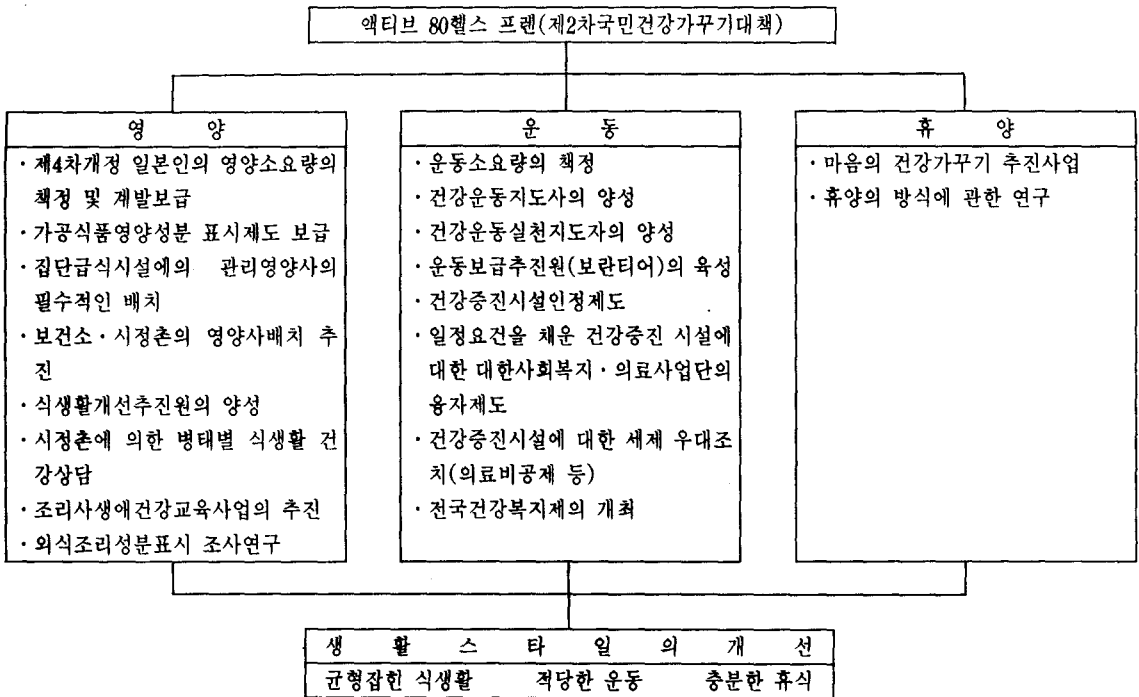 액티브 80헬스 프렌(제2차국민건강가꾸기대책)
영 양
· 제4차개정 일본인의 영양소요량의
책정 및 개발보급
· 가공식품영양성분 표시제도 보급
· 집단급식시설에의 관리영양사의
필수적인 배치
· 보건소 · 시정촌의 영양사배치 추
진
· 식생활개선추진원의 양성
· 시정촌에 의한 병태별 식생활 건
강상담
· 조리사생애건강교육사업의 추진
· 외식조리성분표시 조사연구
운 동
· 운동소요량의 책정
· 건강운동지도사의 양성
· 건강운동실천지도자의 양성
· 운동보급추진원(보란티어)의 육성
· 건강증진시설인정제도
· 일정요건을 채운 건강증진 시설에
대한 대한사회복지 · 의료사업단의
융자제도
· 건강증진시설에 대한 세제 우대조
치(의료비공제 등)
· 전국건강복지제의 개최
휴 양
· 마음의 건강가꾸기 추진사업
· 휴양의 방식에 관한 연구
생 활 스 타 일 의 개 선
균형잡힌 식생활 적당한 운동 충분한 휴식